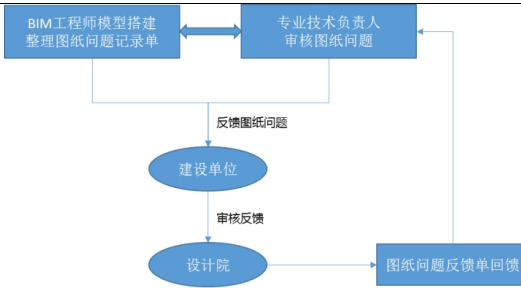 BIM工程师模型搭建
整理图纸问题记录单
专业技术负责人
审核图纸问题
反馈图纸问题
建设单位
审核反馈
设计院
图纸问题反馈单回馈